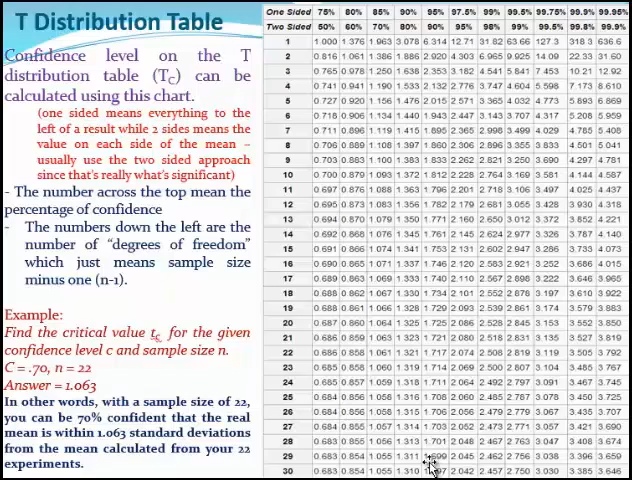 T Distribution Table
Confidence level on the T
distribution table (Tc) can be
calculated using this chart.
(one sided means everything to the
left of a result while 2 sides means the
value on each side of the mean –
usually use the two sided approach
since that's really what's significant)
- The number across the top mean the
percentage of confidence
- The numbers down the left are the
number of "degrees of freedom"
which just means sample size
minus one (n-1).
Example:
Find the critical value tc for the given
confidence level c and sample size n.
C = .70, n = 22
Answer = 1.063
In other words, with a sample size of 22,
you can be 70% confident that the real
mean is within 1.063 standard deviations
from the mean calculated from your 22
experiments.
One Sided 75% 80% 85% 90% 95% 97.5% 99% 99.5% 99.75% 99.9% 99.95%
Two Sided 50% 60% 70% 80% 90% 95% 98% 99% 99.5% 99.8% 99.9%
1 1.000 1.376 1.963 3.078 6.314 12.71 31.82 63.66 127.3 318.3 636.6
2 0.816 1.061 1.386 1.886 2.920 4.303 6.965 9.925 14.09 22.33 31.60
3 0.765 0.978 1.250 1.638 2.353 3.182 4.541 5.841 7.453 10.21 12.92
4 0.741 0.941 1.190 1.533 2.132 2.776 3.747 4.604 5.598 7.173 8.610
5 0.727 0.920 1.156 1.476 2.015 2.571 3.365 4.032 4.773 5.893 6.869
6 0.718 0.906 1.134 1.440 1.943 2.447 3.143 3.707 4.317 5.208 5.959
7 0.711 0.896 1.119 1.415 1.895 2.365 2.998 3.499 4.029 4.785 5.408
8 0.706 0.889 1.108 1.397 1.860 2.306 2.896 3.355 3.833 4.501 5.041
9 0.703 0.883 1.100 1.383 1.833 2.262 2.821 3.250 3.690 4.297 4.781
10 0.700 0.879 1.093 1.372 1.812 2.228 2.764 3.169 3.581 4.144 4.587
11 0.697 0.876 1.088 1.363 1.796 2.201 2.718 3.106 3.497 4.025 4.437
12 0.695 0.873 1.083 1.356 1.782 2.179 2.681 3.055 3.428 3.930 4.318
13 0.694 0.870 1.079 1.350 1.771 2.160 2.650 3.012 3.372 3.852 4.221
14 0.692 0.868 1.076 1.345 1.761 2.145 2.624 2.977 3.326 3.787 4.140
15 0.691 0.866 1.074 1.341 1.753 2.131 2.602 2.947 3.286 3.733 4.073
16 0.690 0.865 1.071 1.337 1.746 2.120 2.583 2.921 3.252 3.686 4.015
17 0.689 0.863 1.069 1.333 1.740 2.110 2.567 2.898 3.222 3.646 3.965
18 0.688 0.862 1.067 1.330 1.734 2.101 2.552 2.878 3.197 3.610 3.922
19 0.688 0.861 1.066 1.328 1.729 2.093 2.539 2.861 3.174 3.579 3.883
20 0.687 0.860 1.064 1.325 1.725 2.086 2.528 2.845 3.153 3.552 3.850
21 0.686 0.859 1.063 1.323 1.721 2.080 2.518 2.831 3.135 3.527 3.819
22 0.686 0.858 1.061 1.321 1.717 2.074 2.508 2.819 3.119 3.505 3.792
23 0.685 0.858 1.060 1.319 1.714 2.069 2.500 2.807 3.104 3.485 3.767
24 0.685 0.857 1.059 1.318 1.711 2.064 2.492 2.797 3.091 3.467 3.745
25 0.684 0.856 1.058 1.316 1.708 2.060 2.485 2.787 3.078 3.450 3.725
26 0.684 0.856 1.058 1.315 1.706 2.056 2.479 2.779 3.067 3.435 3.707
27 0.684 0.855 1.057 1.314 1.703 2.052 2.473 2.771 3.057 3.421 3.690
28 0.683 0.855 1.056 1.313 1.701 2.048 2.467 2.763 3.047 3.408 3.674
29 0.683 0.854 1.055 1.311 1.699 2.045 2.462 2.756 3.038 3.396 3.659
30 0.683 0.854 1.055 1.310 2.042 2.457 2.750 3.030 3.385 3.646